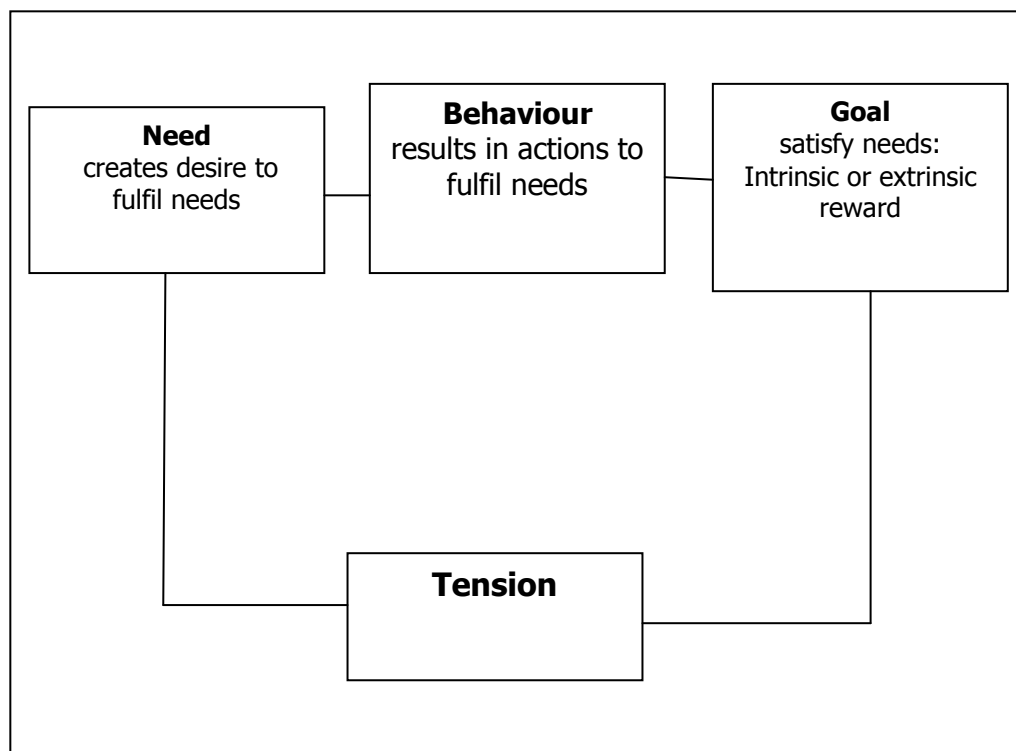 Need
creates desire to
fulfil needs
Behaviour
results in actions to
fulfil needs
Goal
satisfy needs:
Intrinsic or extrinsic
reward
Tension